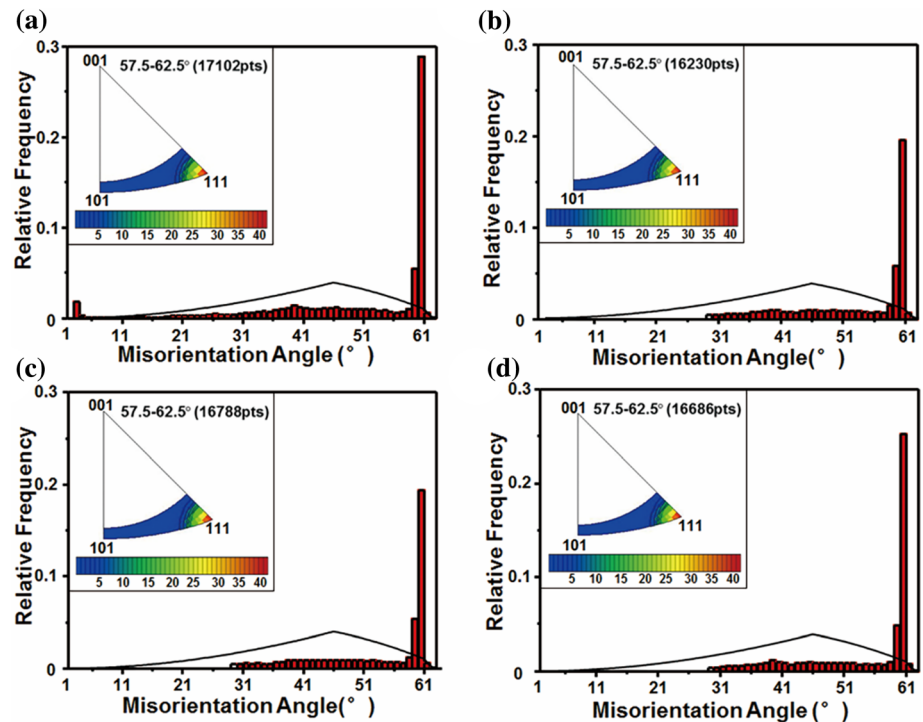 (a)
0.3
0.2
0.1
0
Relative Frequency
57.5-62.5° (17102pts)
001
101
111
5 10 15 20 25 30 35 40
1 11 21 31 41 51 61
Misorientation Angle (°)
(b)
0.3
0.2
0.1
0
Relative Frequency
57.5-62.5° (16230pts)
001
101
111
5 10 15 20 25 30 35 40
1 11 21 31 41 51 61
Misorientation Angle (°)
(c)
0.3
0.2
0.1
0
Relative Frequency
57.5-62.5° (16788pts)
001
101
111
5 10 15 20 25 30 35 40
1 11 21 31 41 51 61
Misorientation Angle(°)
(d)
0.3
0.2
0.1
0
Relative Frequency
57.5-62.5° (16686pts)
001
101
111
5 10 15 20 25 30 35 40
1 11 21 31 41 51 61
Misorientation Angle(°)